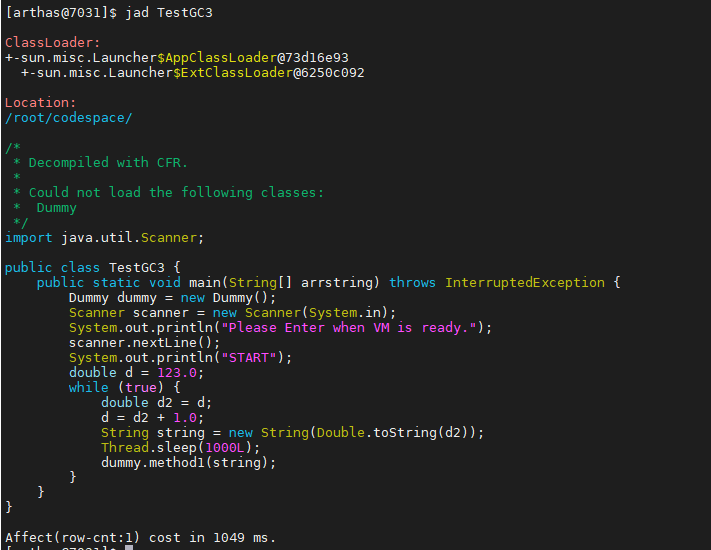 [arthas@7031]$ jad TestGC3
ClassLoader:
+-sun.misc.Launcher$AppClassLoader@73d16e93
  +-sun.misc.Launcher$ExtClassLoader@6250c092
Location:
/root/codespace/
/*
 * Decompiled with CFR.
 *
 * Could not load the following classes:
 *  Dummy
 */
import java.util.Scanner;
public class TestGC3 {
    public static void main(String[] arrstring) throws InterruptedException {
        Dummy dummy = new Dummy();
        Scanner scanner = new Scanner(System.in);
        System.out.println("Please Enter when VM is ready.");
        scanner.nextLine();
        System.out.println("START");
        double d = 123.0;
        while (true) {
            double d2 = d;
            d = d2 + 1.0;
            String string = new String(Double.toString(d2));
            Thread.sleep(1000L);
            dummy.method1(string);
        }
    }
}
Affect(row-cnt:1) cost in 1049 ms.
[arthas@7031]$